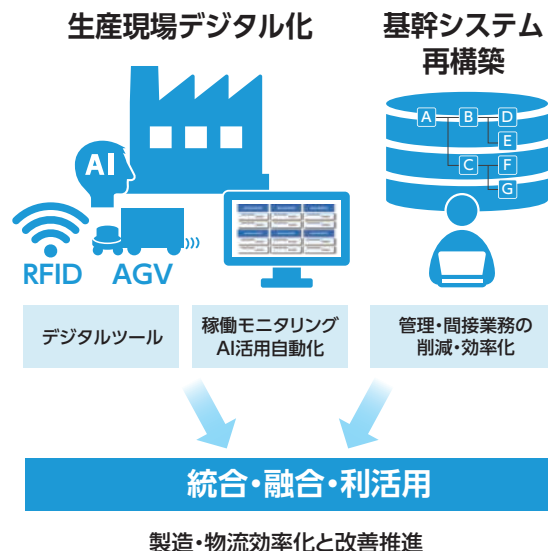 生産現場デジタル化
基幹システム
再構築
AI
RFID
AGV
A
B
D
E
C
F
G
デジタルツール
稼働モニタリング
AI活用自動化
管理・間接業務の
削減・効率化
統合・融合・利活用
製造・物流効率化と改善推進